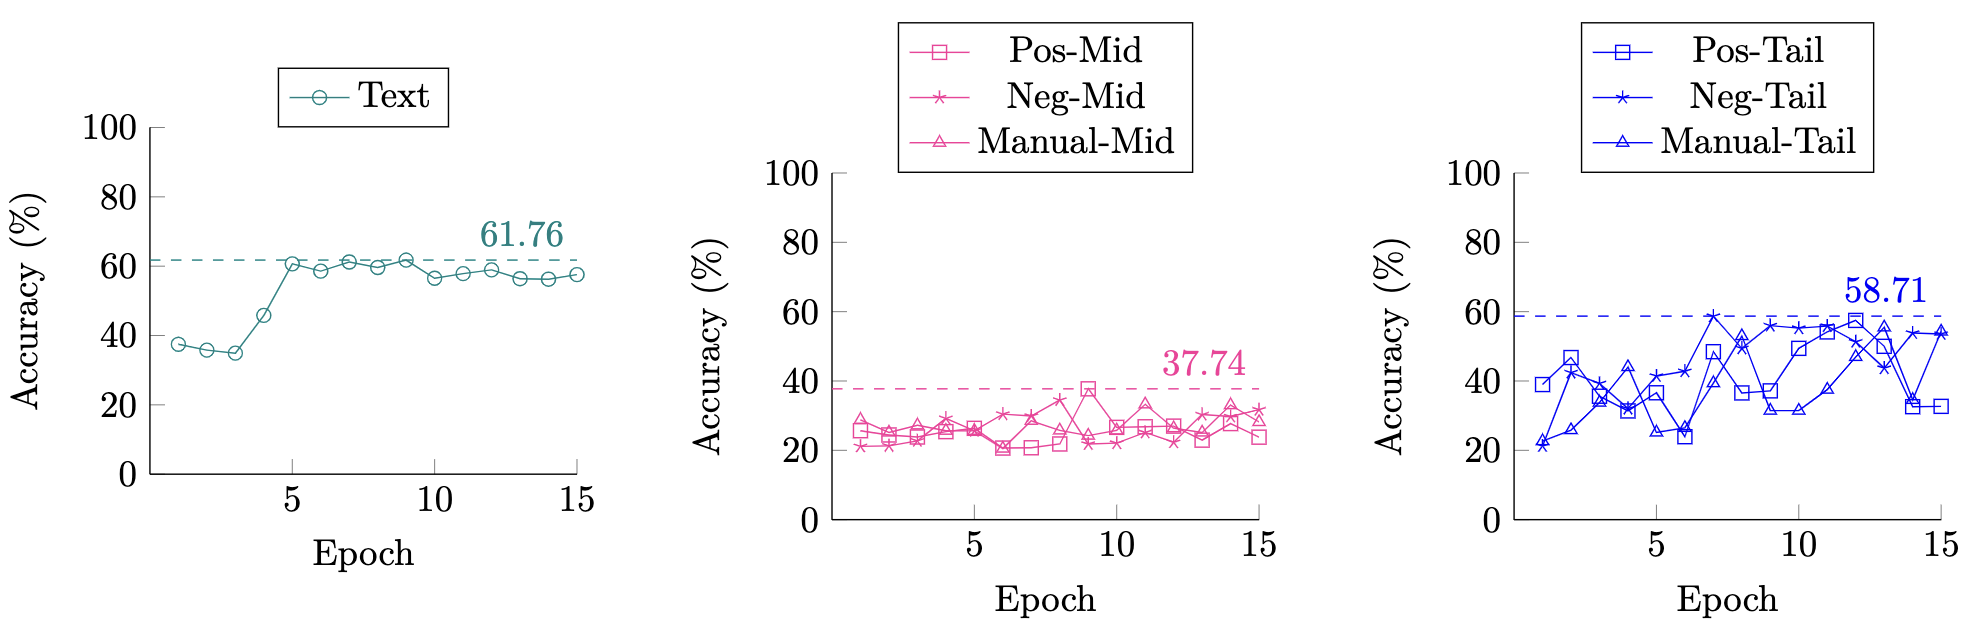 Text
100
80
60
40
20
0
Accuracy (%)
61.76
5 10 15
Epoch
Pos-Mid
Neg-Mid
Manual-Mid
100
80
60
40
20
0
Accuracy (%)
37.74
5 10 15
Epoch
Pos-Tail
Neg-Tail
Manual-Tail
100
80
60
40
20
0
Accuracy (%)
58.71
5 10 15
Epoch